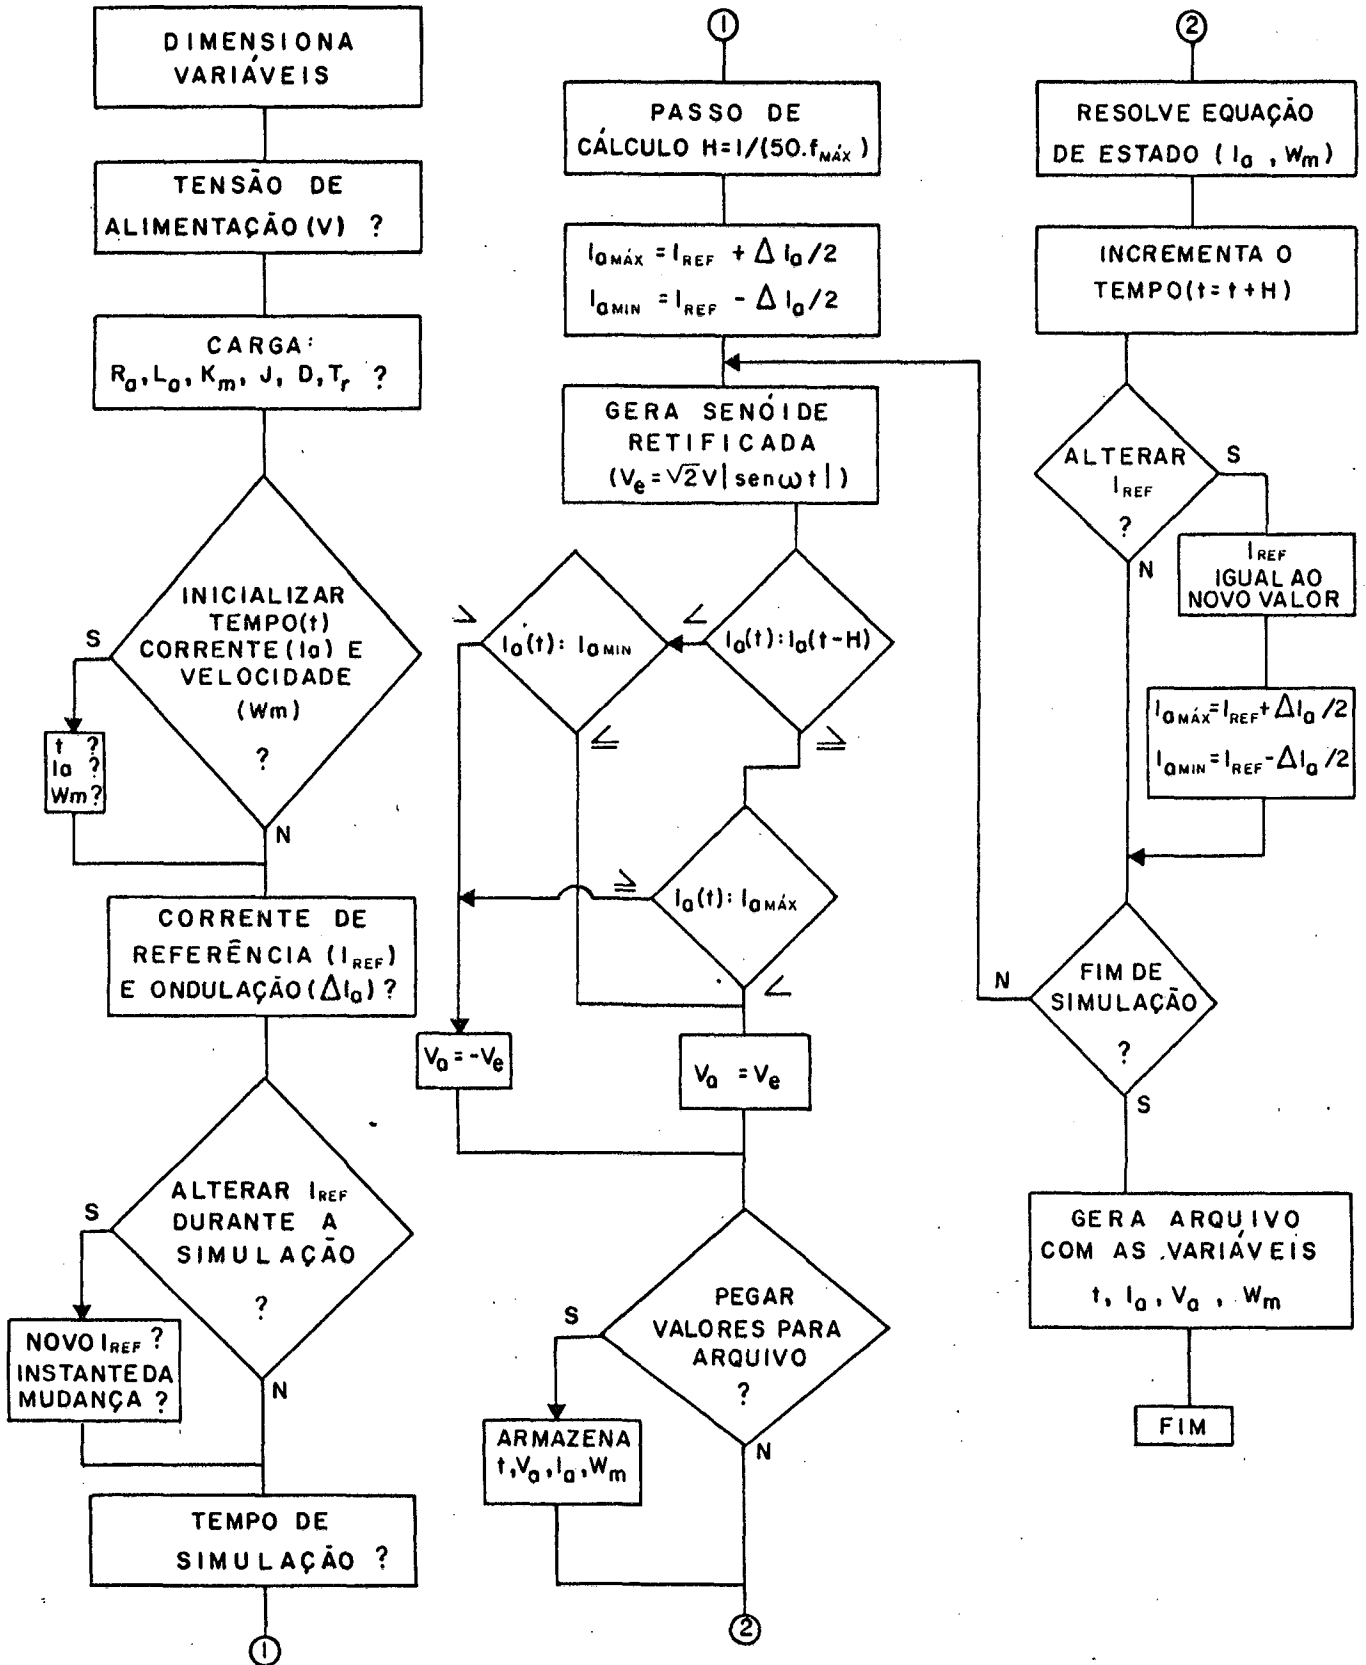 DIMENSIONA
VARIÁVEIS
TENSÃO DE
ALIMENTAÇÃO (V) ?
CARGA:
Ra, La, Km, J, D, Tr ?
INICIALIZAR
TEMPO(t)
CORRENTE (Ia) E
VELOCIDADE
(Wm)
?
S
t ?
Ia ?
Wm?
N
CORRENTE DE
REFERÊNCIA (IREF)
E ONDULAÇÃO (ΔIa) ?
ALTERAR IREF
DURANTE A
SIMULAÇÃO
?
S
NOVO IREF ?
INSTANTE DA
MUDANÇA ?
N
TEMPO DE
SIMULAÇÃO ?
1
1
PASSO DE
CÁLCULO H=1/(50.fMÁX)
IaMÁX = IREF + Δ Ia/2
IaMIN = IREF - Δ Ia/2
GERA SENÓIDE
RETIFICADA
(Ve=√2 V|sen ω t|)
Ia(t): Ia(t-H)
<
≥
Ia(t): IaMIN
>
≤
Ia(t): IaMÁX
≥
<
Va = -Ve
Va = Ve
PEGAR
VALORES PARA
ARQUIVO
?
S
ARMAZENA
t, Va, Ia, Wm
N
2
2
RESOLVE EQUAÇÃO
DE ESTADO (Ia, Wm)
INCREMENTA O
TEMPO(t=t+H)
ALTERAR
IREF
?
S
IREF
IGUAL AO
NOVO VALOR
N
IaMÁX=IREF+ΔIa/2
IaMIN=IREF-ΔIa/2
FIM DE
SIMULAÇÃO
?
N
S
GERA ARQUIVO
COM AS VARIÁVEIS
t, Ia, Va, Wm
FIM